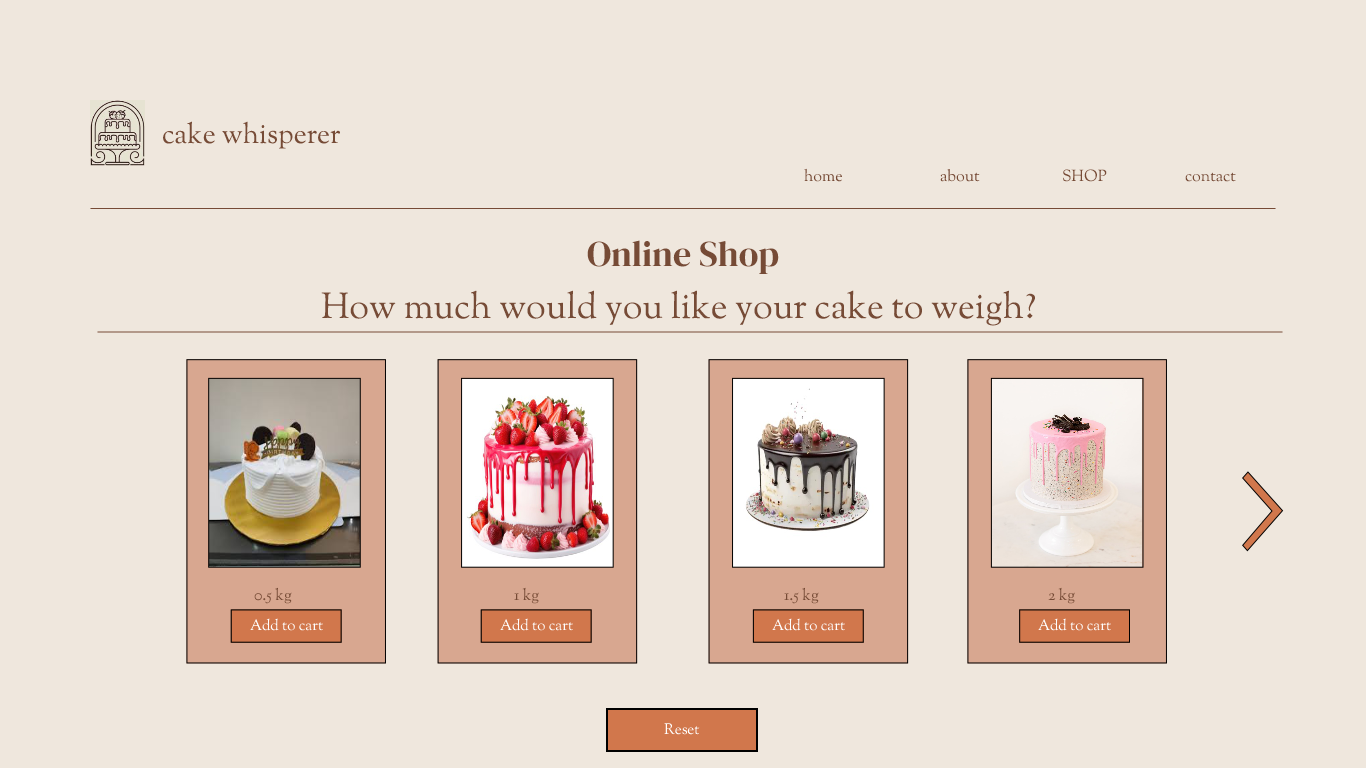 cake whisperer
home about SHOP contact
Online Shop
How much would you like your cake to weigh?
0.5 kg
Add to cart
1 kg
Add to cart
1.5 kg
Add to cart
2 kg
Add to cart
Reset